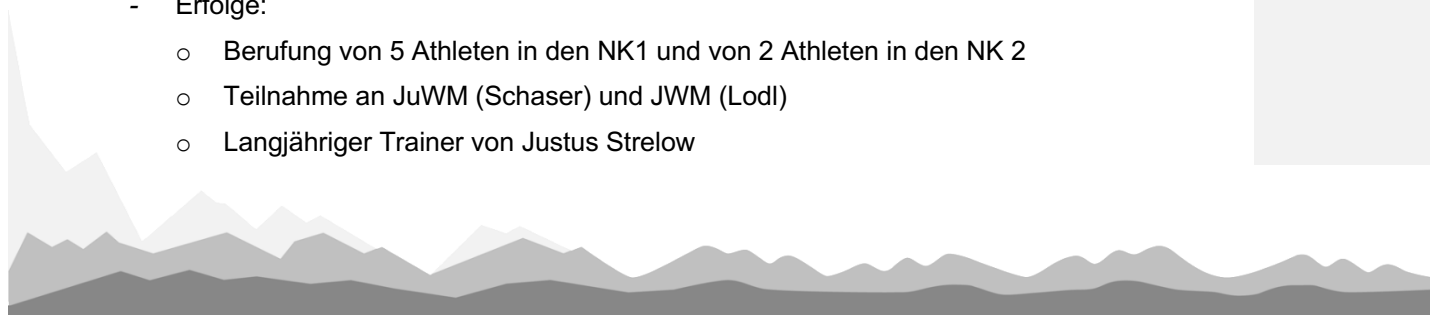 - Erfolge:
o Berufung von 5 Athleten in den NK1 und von 2 Athleten in den NK 2
o Teilnahme an JuWM (Schaser) und JWM (Lodl)
o Langjähriger Trainer von Justus Strelow